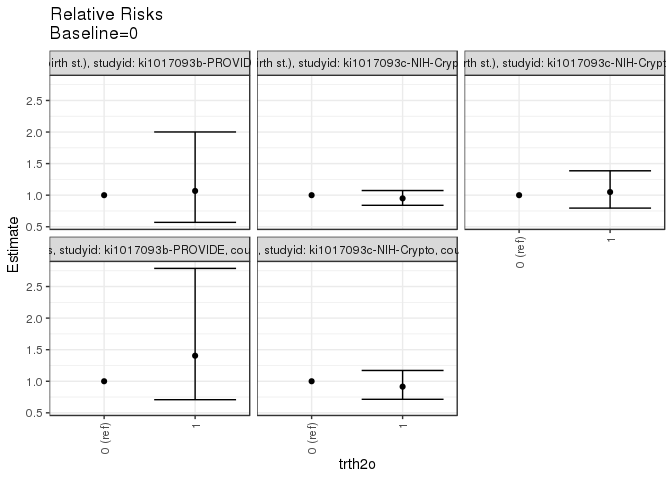 Relative Risks
Baseline=0
irth st.), studyid: ki1017093b-PROVID
irth st.), studyid: ki1017093c-NIH-Cryp
rth st.), studyid: ki1017093c-NIH-Crypt
2.5
2.0
1.5
1.0
0.5
s, studyid: ki1017093b-PROVIDE, cou
, studyid: ki1017093c-NIH-Crypto, cou
0 (ref)
1
2.5
2.0
1.5
1.0
0.5
0 (ref)
1
0 (ref)
1
Estimate
trth2o